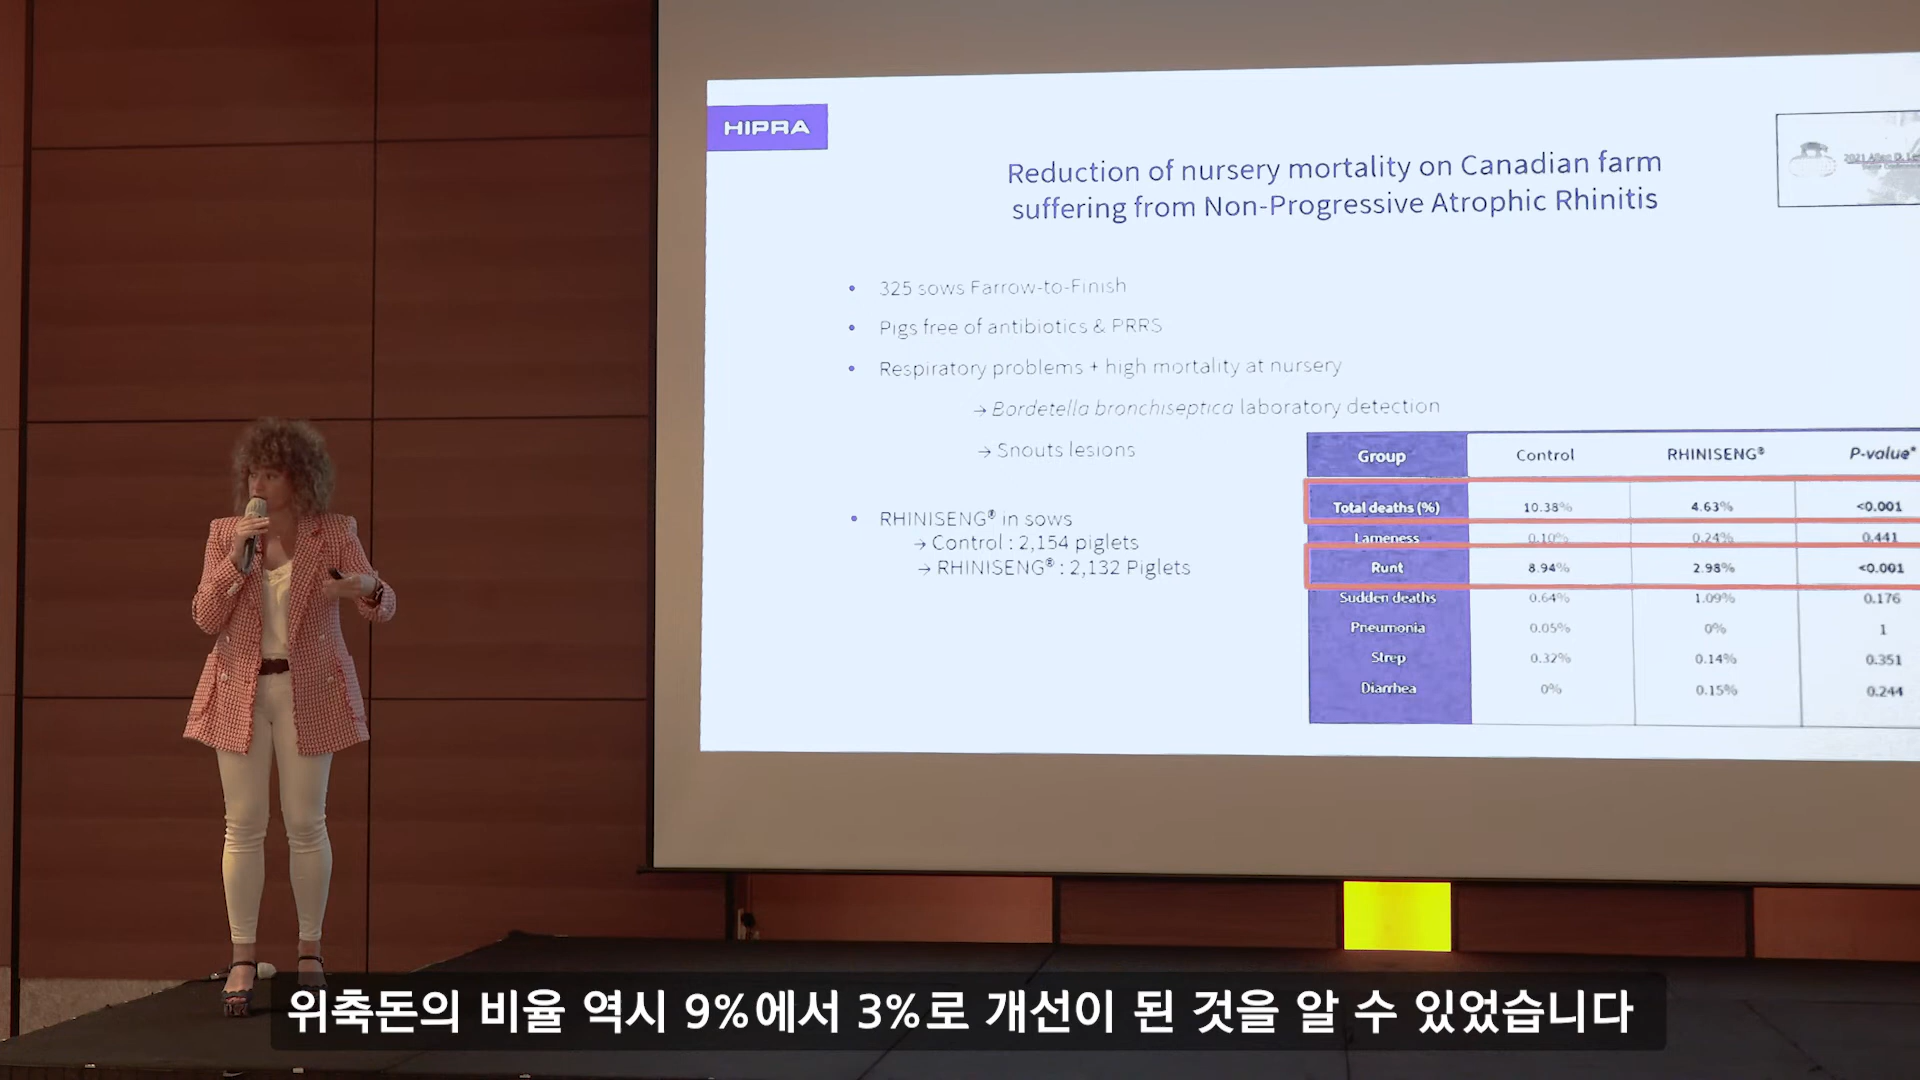 HIPRA
Reduction of nursery mortality on Canadian farm
suffering from Non-Progressive Atrophic Rhinitis
• 325 sows Farrow-to-Finish
• Pigs free of antibiotics & PRRS
• Respiratory problems + high mortality at nursery
→ Bordetella bronchiseptica laboratory detection
→ Snouts lesions
• RHINISENG® in sows
→ Control : 2,154 piglets
→ RHINISENG® : 2,132 Piglets
Group Control RHINISENG® P-value*
Total deaths (%) 10.38% 4.63% <0.001
Lameness 0.10% 0.24% 0.441
Runt 8.94% 2.98% <0.001
Sudden deaths 0.64% 1.09% 0.176
Pneumonia 0.05% 0% 1
Strep 0.32% 0.14% 0.351
Diarrhea 0% 0.15% 0.244
위축돈의 비율 역시 9%에서 3%로 개선이 된 것을 알 수 있었습니다